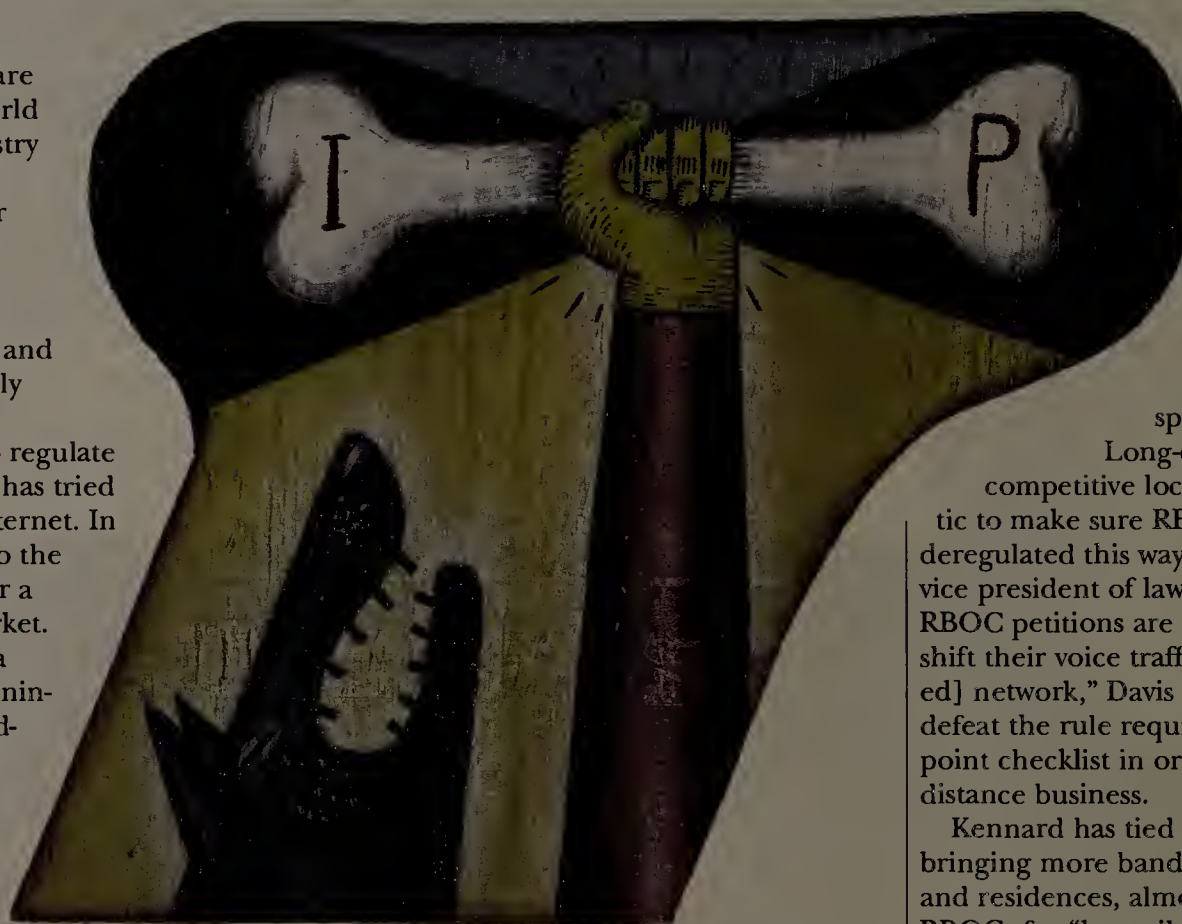 are
rld
stry
r
and
ly
regulate
has tried
ternet. In
o the
r a
rket.
a
nin-
d-
I P
sp
Long-
competitive loc
tic to make sure RB
deregulated this way
vice president of law
RBOC petitions are
shift their voice traff
ed] network," Davis
defeat the rule requi
point checklist in or
distance business.
Kennard has tied
bringing more band
and residences, almo